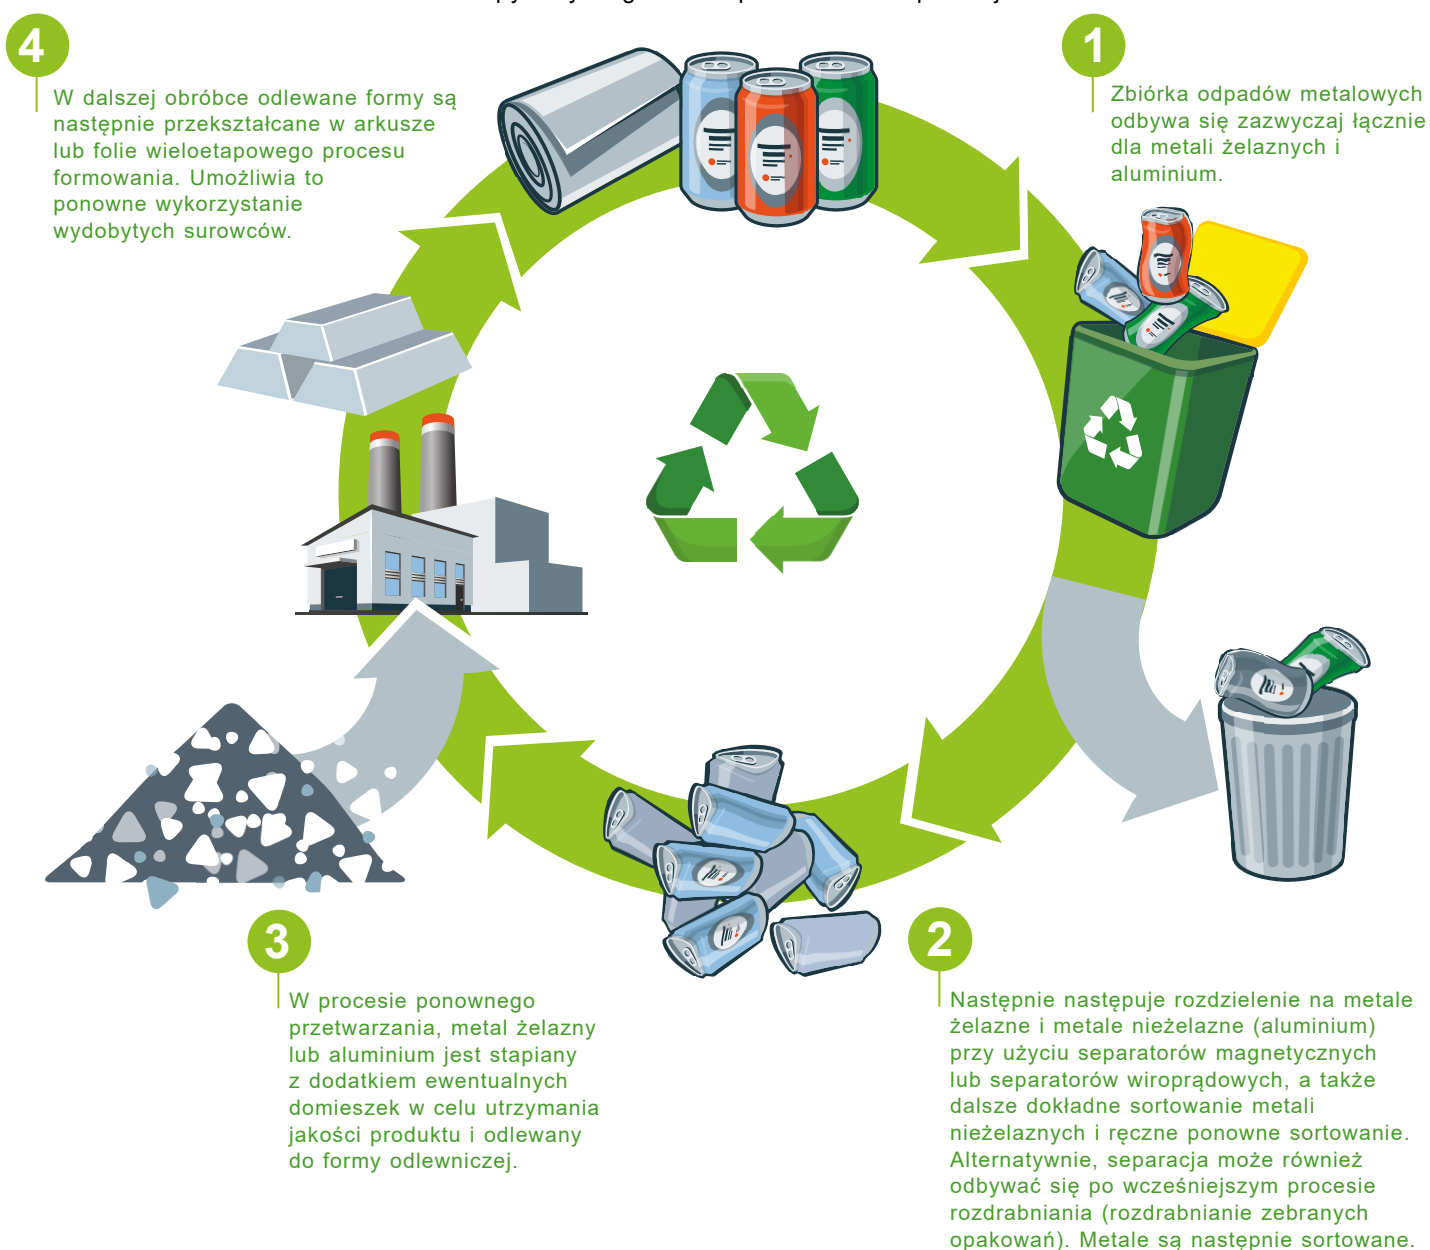 4
W dalszej obróbce odlewane formy są
następnie przekształcane w arkusze
lub folie wieloetapowego procesu
formowania. Umożliwia to
ponowne wykorzystanie
wydobytych surowców.
1
Zbiórka odpadów metalowych
odbywa się zazwyczaj łącznie
dla metali żelaznych i
aluminium.
3
W procesie ponownego
przetwarzania, metal żelazny
lub aluminium jest stapiany
z dodatkiem ewentualnych
domieszek w celu utrzymania
jakości produktu i odlewany
do formy odlewniczej.
2
Następnie następuje rozdzielenie na metale
żelazne i metale nieżelazne (aluminium)
przy użyciu separatorów magnetycznych
lub separatorów wiroprądowych, a także
dalsze dokładne sortowanie metali
nieżelaznych i ręczne ponowne sortowanie.
Alternatywnie, separacja może również
odbywać się po wcześniejszym procesie
rozdrabniania (rozdrabnianie zebranych
opakowań). Metale są następnie sortowane.